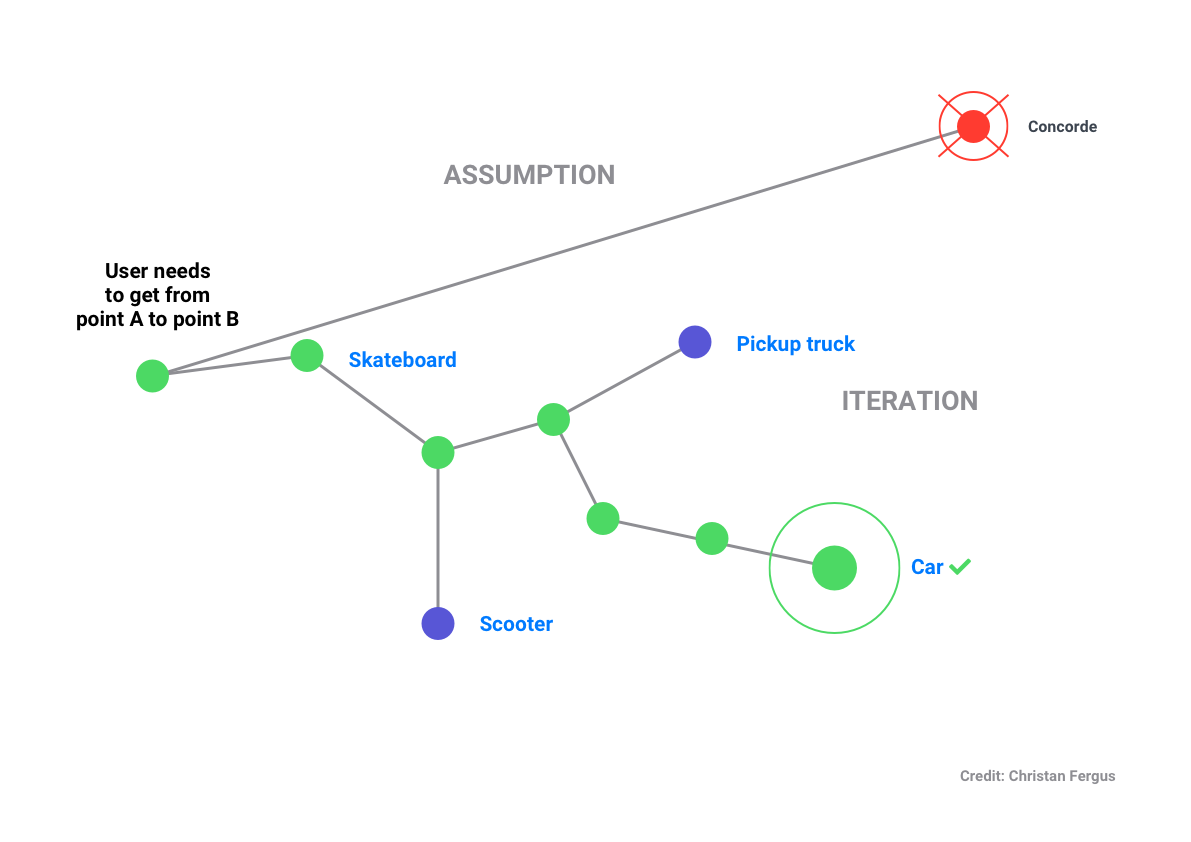 Concorde
ASSUMPTION
User needs
to get from
point A to point B
Skateboard
Pickup truck
ITERATION
Car
Scooter
Credit: Christan Fergus